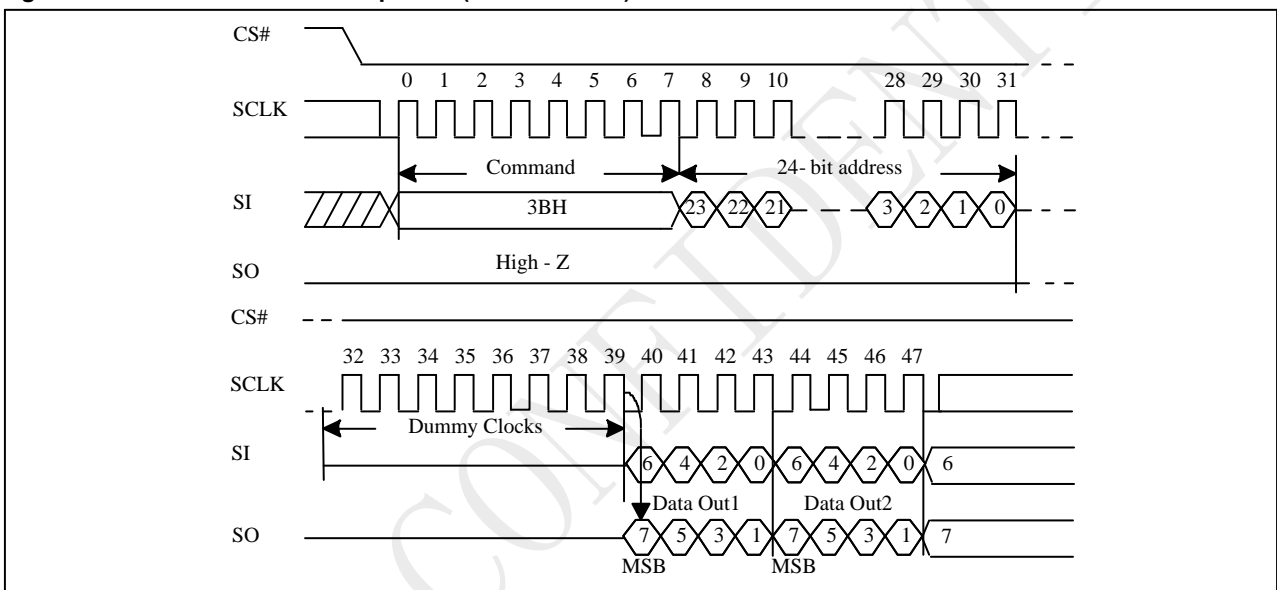 CS#
0 1 2 3 4 5 6 7 8 9 10 28 29 30 31
SCLK
Command 24- bit address
SI
3BH 23 22 21 3 2 1 0
High - Z
SO
CS#
32 33 34 35 36 37 38 39 40 41 42 43 44 45 46 47
SCLK
Dummy Clocks
SI
6 4 2 0 6 4 2 0 6
Data Out1 Data Out2
SO
7 5 3 1 7 5 3 1 7
MSB MSB